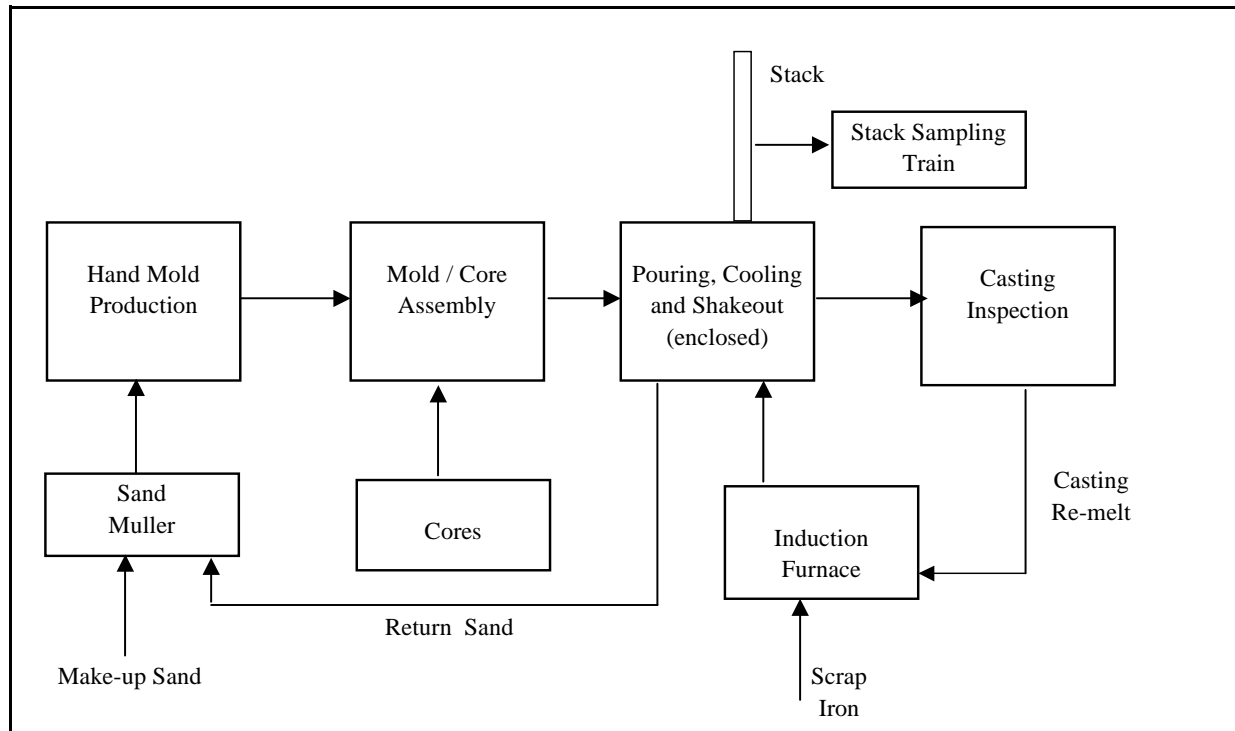 Stack
Stack Sampling
Train
Hand Mold
Production
Mold / Core
Assembly
Pouring, Cooling
and Shakeout
(enclosed)
Casting
Inspection
Sand
Muller
Cores
Induction
Furnace
Casting
Re-melt
Return Sand
Make-up Sand
Scrap
Iron